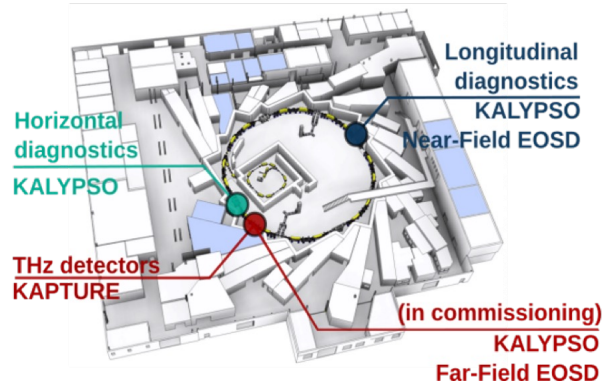 Longitudinal
diagnostics
KALYPSO
Near-Field EOSD
Horizontal
diagnostics
KALYPSO
THz detectors
KAPTURE
(in commissioning)
KALYPSO
Far-Field EOSD